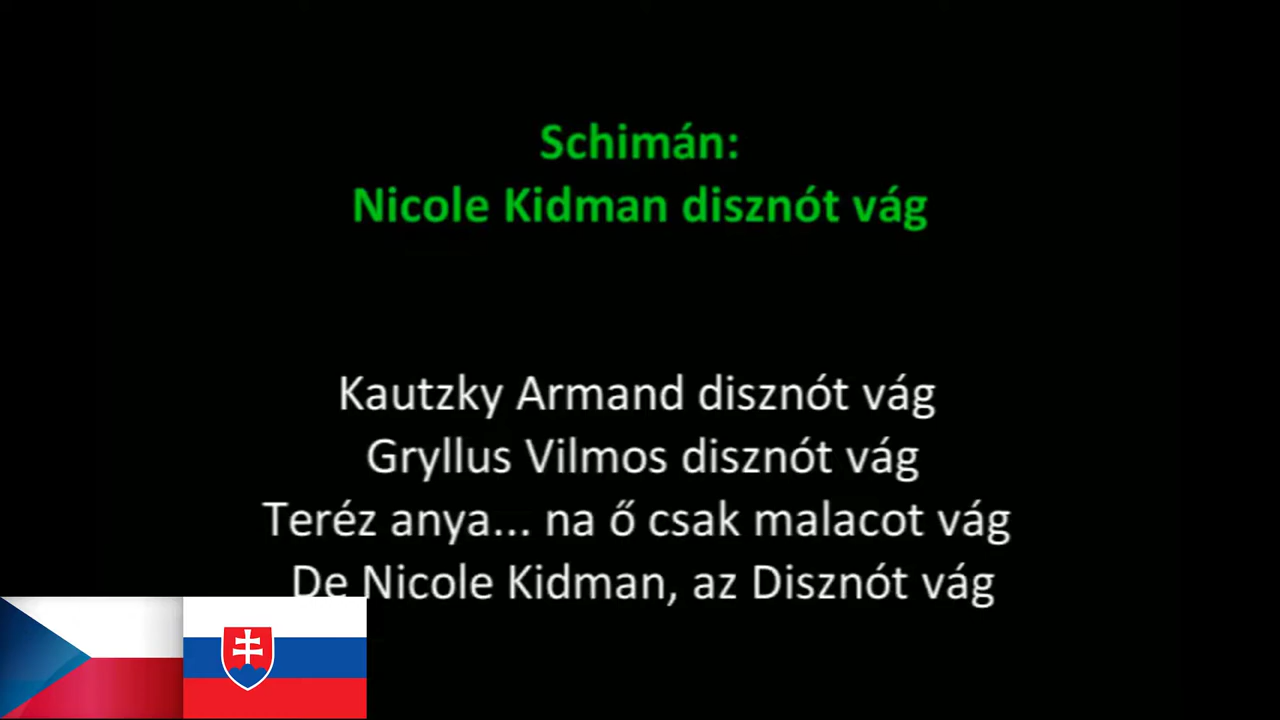 Schimán:
Nicole Kidman disznót vág
Kautzky Armand disznót vág
Gryllus Vilmos disznót vág
Teréz anya... na ő csak malacot vág
De Nicole Kidman, az Disznót vág